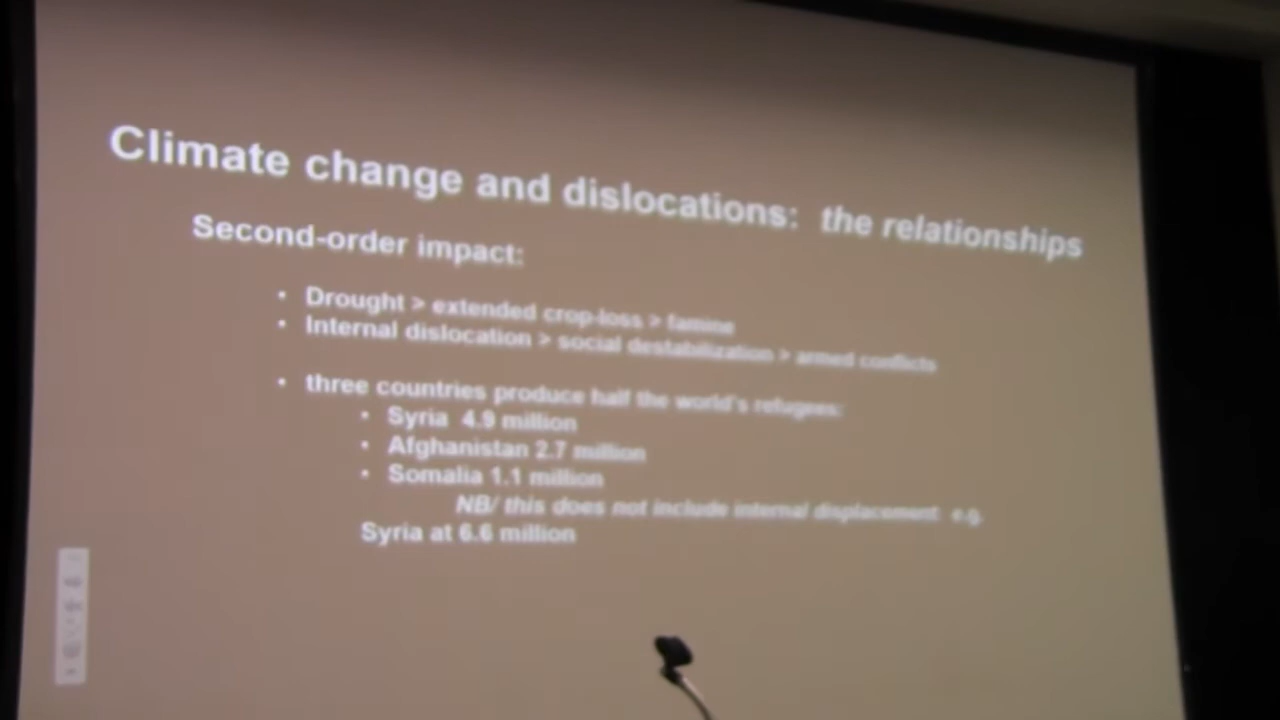 Climate change and dislocations: the relationships
Second-order impact:
• Drought > extended crop-loss > famine
• Internal dislocation > social destabilization > armed conflicts
• three countries produce half the world's refugees:
• Syria 4.9 million
• Afghanistan 2.7 million
• Somalia 1.1 million
NB/ this does not include internal displacement e.g.
Syria at 6.6 million